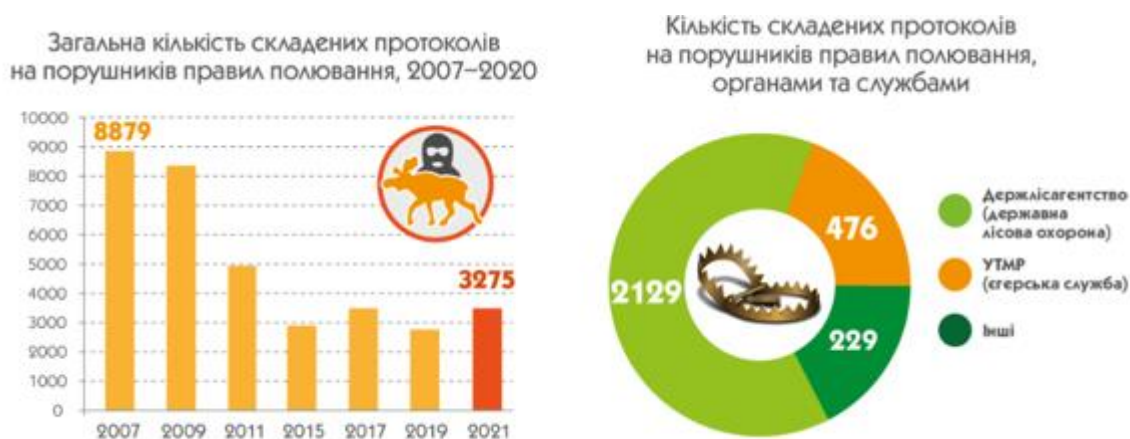 Загальна кількість складених протоколів
на порушників правил полювання, 2007–2020
10000
9000
8000
7000
6000
5000
4000
3000
2000
1000
0
8879
3275
2007 2009 2011 2015 2017 2019 2021
Кількість складених протоколів
на порушників правил полювання,
органами та службами
2129
476
229
Держлісагентство
(державна
лісова охорона)
УТМР
(єгерська служба)
Інші